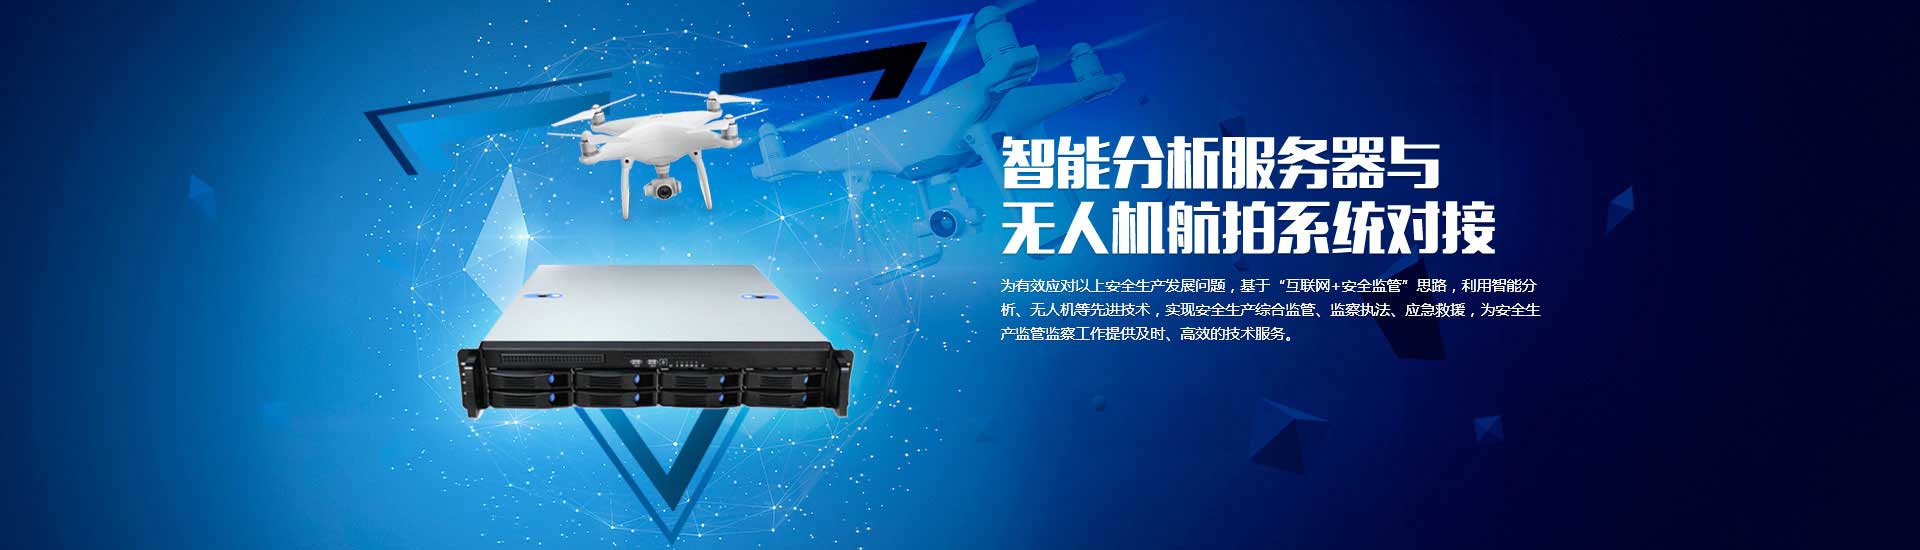 智能分析服务器与
无人机航拍系统对接
为有效应对以上安全生产发展问题，基于“互联网+安全监管”思路，利用智能分
析、无人机等先进技术，实现安全生产综合监管、监察执法、应急救援，为安全生
产监管监察工作提供及时、高效的技术服务。